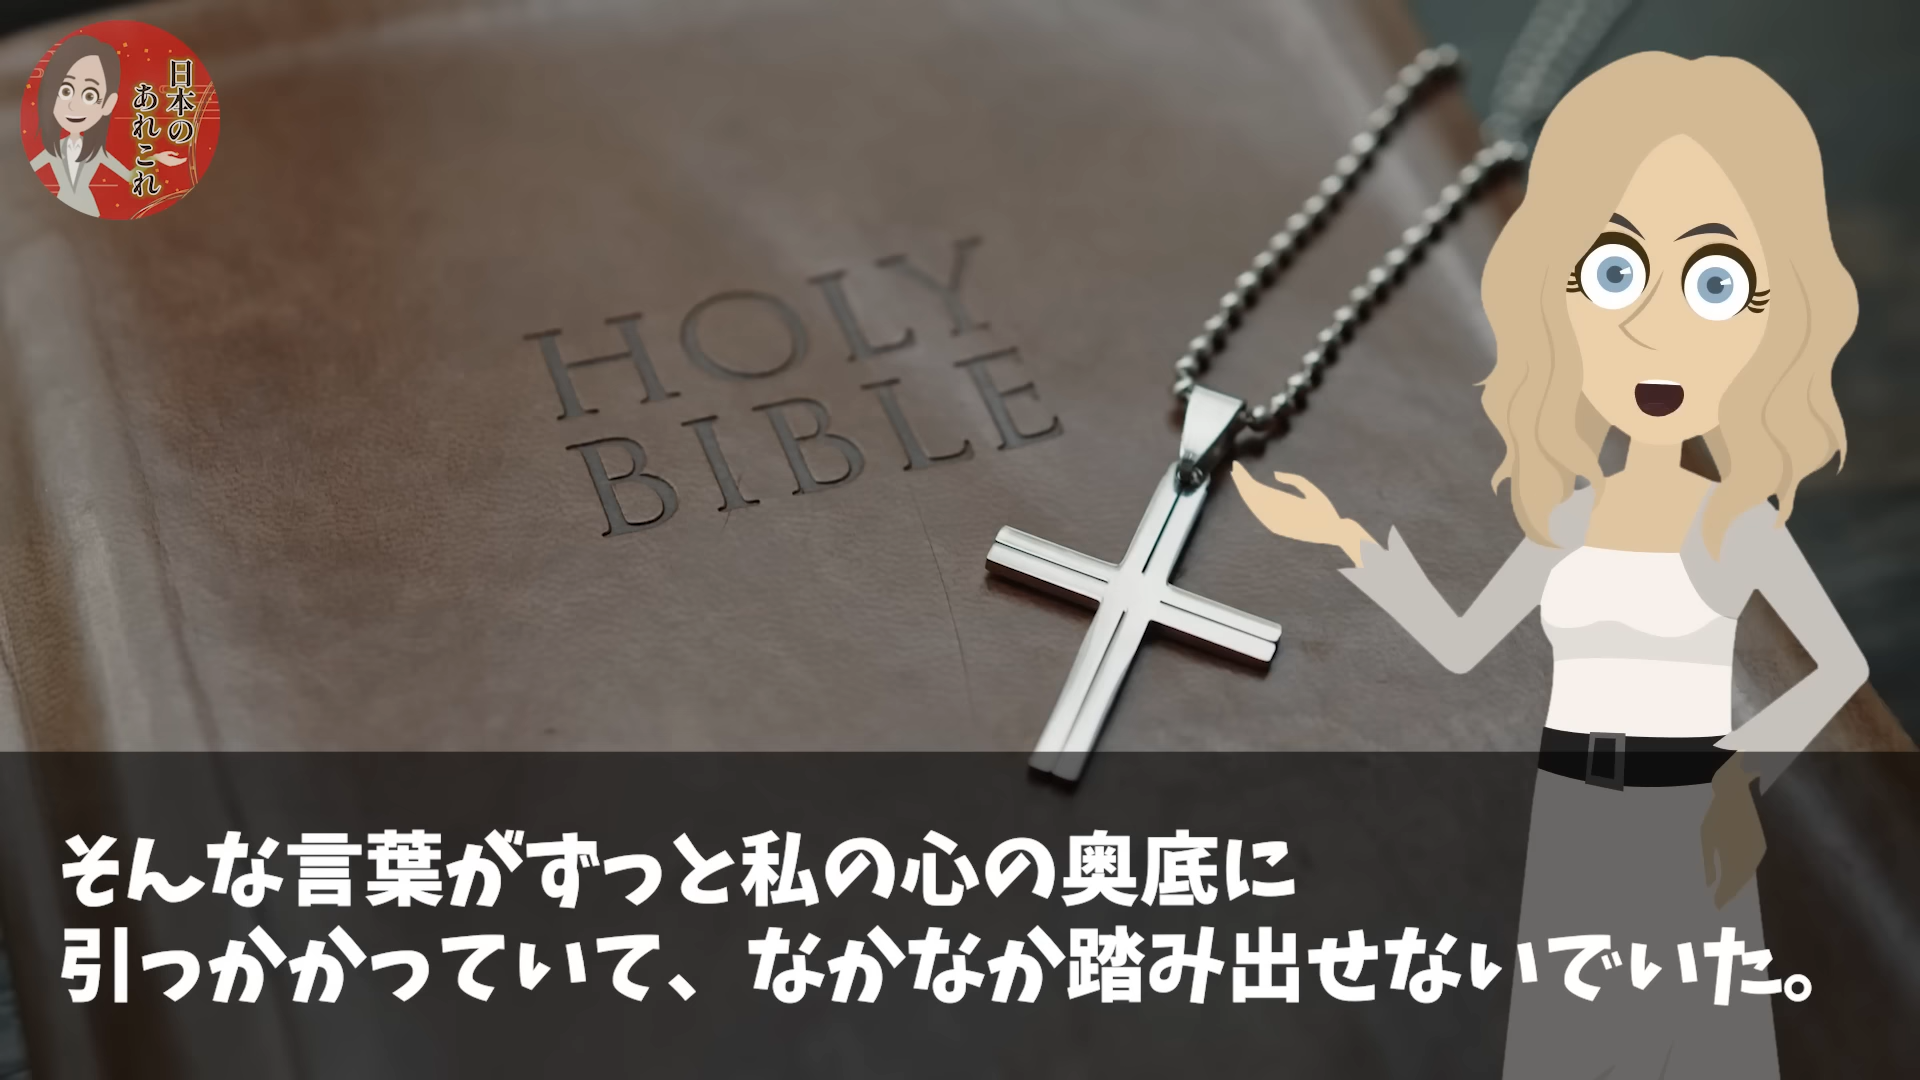 日本の
あれこれ
HOLY
BIBLE
そんな言葉がずっと私の心の奥底に
引っかかっていて、なかなか踏み出せないでいた。